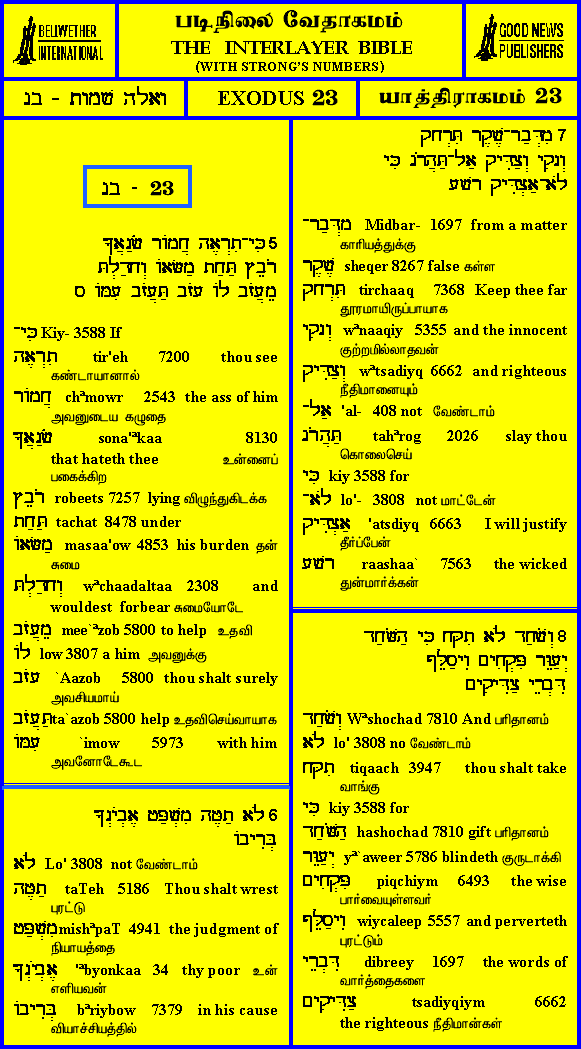 BELLWETHER
INTERNATIONAL
படிநிலை வேதாகமம்
THE INTERLAYER BIBLE
(WITH STRONG'S NUMBERS)
GOOD NEWS
PUBLISHERS
ואלה שמות - בנ
EXODUS 23
யாத்திராகமம் 23
בנ - 23
5 כִּי־תִרְאֶה חֲמוֹר שֹׂנַאֲךָ
רֹבֵץ תַּחַת מַשָּׂאוֹ וְחָדַלְתָּ
מֵעֲזֹב לוֹ עָזֹב תַּעֲזֹב עִמּוֹ ס
כִּי־ Kiy- 3588 If
תִרְאֶה tir'eh 7200 thou see
கண்டாயானால்
חֲמוֹר chªmowr 2543 the ass of him
அவனுடைய கழுதை
שֹׂנַאֲךָ sona'ªkaa 8130
that hateth thee உன்னைப்
பகைக்கிற
רֹבֵץ robeets 7257 lying விழுந்துகிடக்க
תַּחַת tachat 8478 under
מַשָּׂאוֹ masaa'ow 4853 his burden தன்
சுமை
וְחָדַלְתָּ wªchaadaltaa 2308 and
wouldest forbear சுமையோடே
מֵעֲזֹב mee`ªzob 5800 to help உதவி
לוֹ low 3807 a him அவனுக்கு
עָזֹב `Aazob 5800 thou shalt surely
அவசியமாய்
תַּעֲזֹב ta`azob 5800 help உதவிசெய்வாயாக
עִמּוֹ `imow 5973 with him
அவனோடேகூட
6 לֹא תַטֶּה מִשְׁפַּט אֶבְיֹנְךָ
בְּרִיבוֹ
לֹא Lo' 3808 not வேண்டாம்
תַטֶּה taTeh 5186 Thou shalt wrest
புரட்டு
מִשְׁפַּט mishªpaT 4941 the judgment of
நியாயத்தை
אֶבְיֹנְךָ 'ªbyonkaa 34 thy poor உன்
எளியவன்
בְּרִיבוֹ bªriybow 7379 in his cause
வியாச்சியத்தில்
7 מִדְּבַר־שֶׁקֶר תִּרְחָק
וְנָקִי וְצַדִּיק אַל־תַּהֲרֹג כִּי
לֹא־אַצְדִּיק רָשָׁע
מִדְּבַר־ Midbar- 1697 from a matter
காரியத்துக்கு
שֶׁקֶר sheqer 8267 false கள்ள
תִּרְחָק tirchaaq 7368 Keep thee far
தூரமாயிருப்பாயாக
וְנָקִי wªnaaqiy 5355 and the innocent
குற்றமில்லாதவன்
וְצַדִּיק wªtsadiyq 6662 and righteous
நீதிமானையும்
אַל־ 'al- 408 not வேண்டாம்
תַּהֲרֹג tahªrog 2026 slay thou
கொலைசெய்
כִּי kiy 3588 for
לֹא־ lo'- 3808 not மாட்டேன்
אַצְדִּיק 'atsdiyq 6663 I will justify
தீர்ப்பேன்
רָשָׁע raashaa` 7563 the wicked
துன்மார்க்கன்
8 וְשֹׁחַד לֹא תִקָּח כִּי הַשֹּׁחַד
יְעַוֵּר פִּקְחִים וִיסַלֵּף
דִּבְרֵי צַדִּיקִים
וְשֹׁחַד Wªshochad 7810 And பரிதானம்
לֹא lo' 3808 no வேண்டாம்
תִקָּח tiqaach 3947 thou shalt take
வாங்கு
כִּי kiy 3588 for
הַשֹּׁחַד hashochad 7810 gift பரிதானம்
יְעַוֵּר yª`aweer 5786 blindeth குருடாக்கி
פִּקְחִים piqchiym 6493 the wise
பார்வையுள்ளவர்
וִיסַלֵּף wiycaleep 5557 and perverteth
புரட்டும்
דִּבְרֵי dibreey 1697 the words of
வார்த்தைகளை
צַדִּיקִים tsadiyqiym 6662
the righteous நீதிமான்கள்